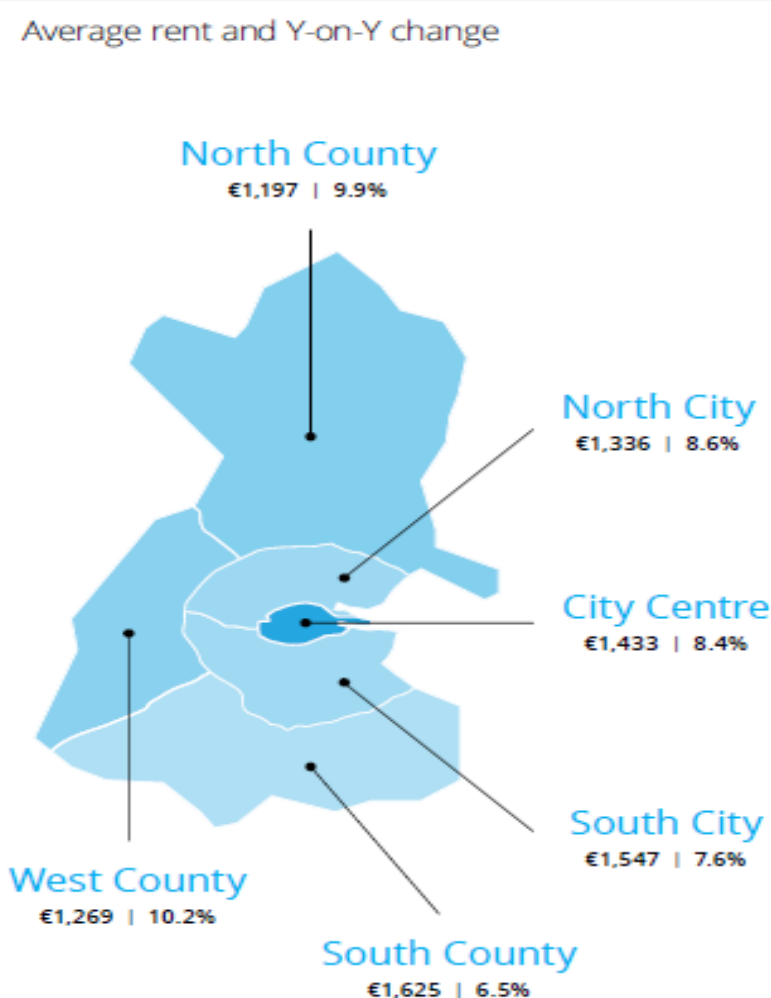 Average rent and Y-on-Y change
North County
€1,197 | 9.9%
North City
€1,336 | 8.6%
City Centre
€1,433 | 8.4%
South City
€1,547 | 7.6%
West County
€1,269 | 10.2%
South County
€1,625 | 6.5%